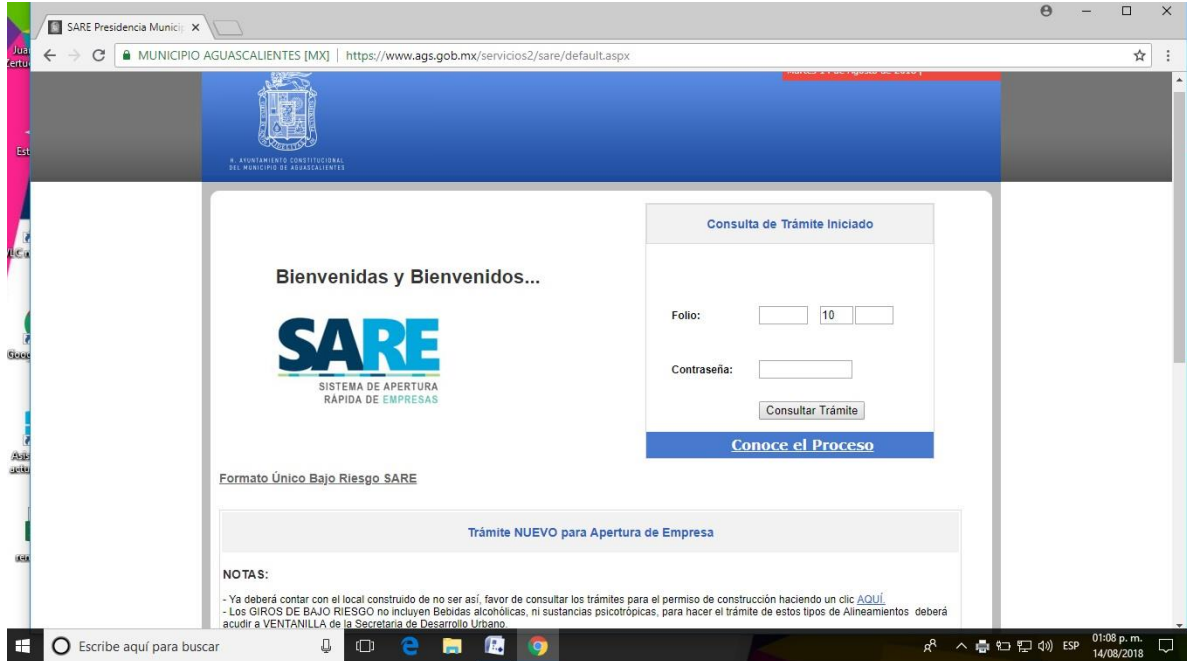 SARE Presidencia Municip
MUNICIPIO AGUASCALIENTES [MX] | https://www.ags.gob.mx/servicios2/sare/default.aspx
Martes 14 de Agosto de 2018 |
H. AYUNTAMIENTO CONSTITUCIONAL
DEL MUNICIPIO DE AGUASCALIENTES
Bienvenidas y Bienvenidos...
SARE
SISTEMA DE APERTURA
RÁPIDA DE EMPRESAS
Consulta de Trámite Iniciado
Folio: 10
Contraseña:
Consultar Trámite
Conoce el Proceso
Formato Único Bajo Riesgo SARE
Trámite NUEVO para Apertura de Empresa
NOTAS:
- Ya deberá contar con el local construido de no ser así, favor de consultar los trámites para el permiso de construcción haciendo un clic AQUÍ.
- Los GIROS DE BAJO RIESGO no incluyen Bebidas alcohólicas, ni sustancias psicotrópicas, para hacer el trámite de estos tipos de Alineamientos deberá
acudir a VENTANILLA de la Secretaria de Desarrollo Urbano.
Escribe aquí para buscar
ESP
01:08 p. m.
14/08/2018